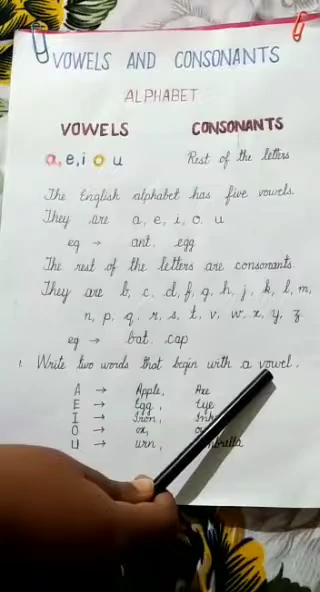 VOWELS AND CONSONANTS
ALPHABET
VOWELS CONSONANTS
a, e, i o u Rest of the letters
The English alphabet has five vowels.
They are a, e, i, o. u
eg → ant. egg
The rest of the letters are consonants.
They are b, c, d, f, g, h, j, k, l, m,
n, p, q, r, s, t, v, w, x, y, z
eg → bat. cap
1. Write two words that begin with a vowel.
A → Apple, Axe
E → Egg, Eye
I → Iron,
O → ox,
U → urn,